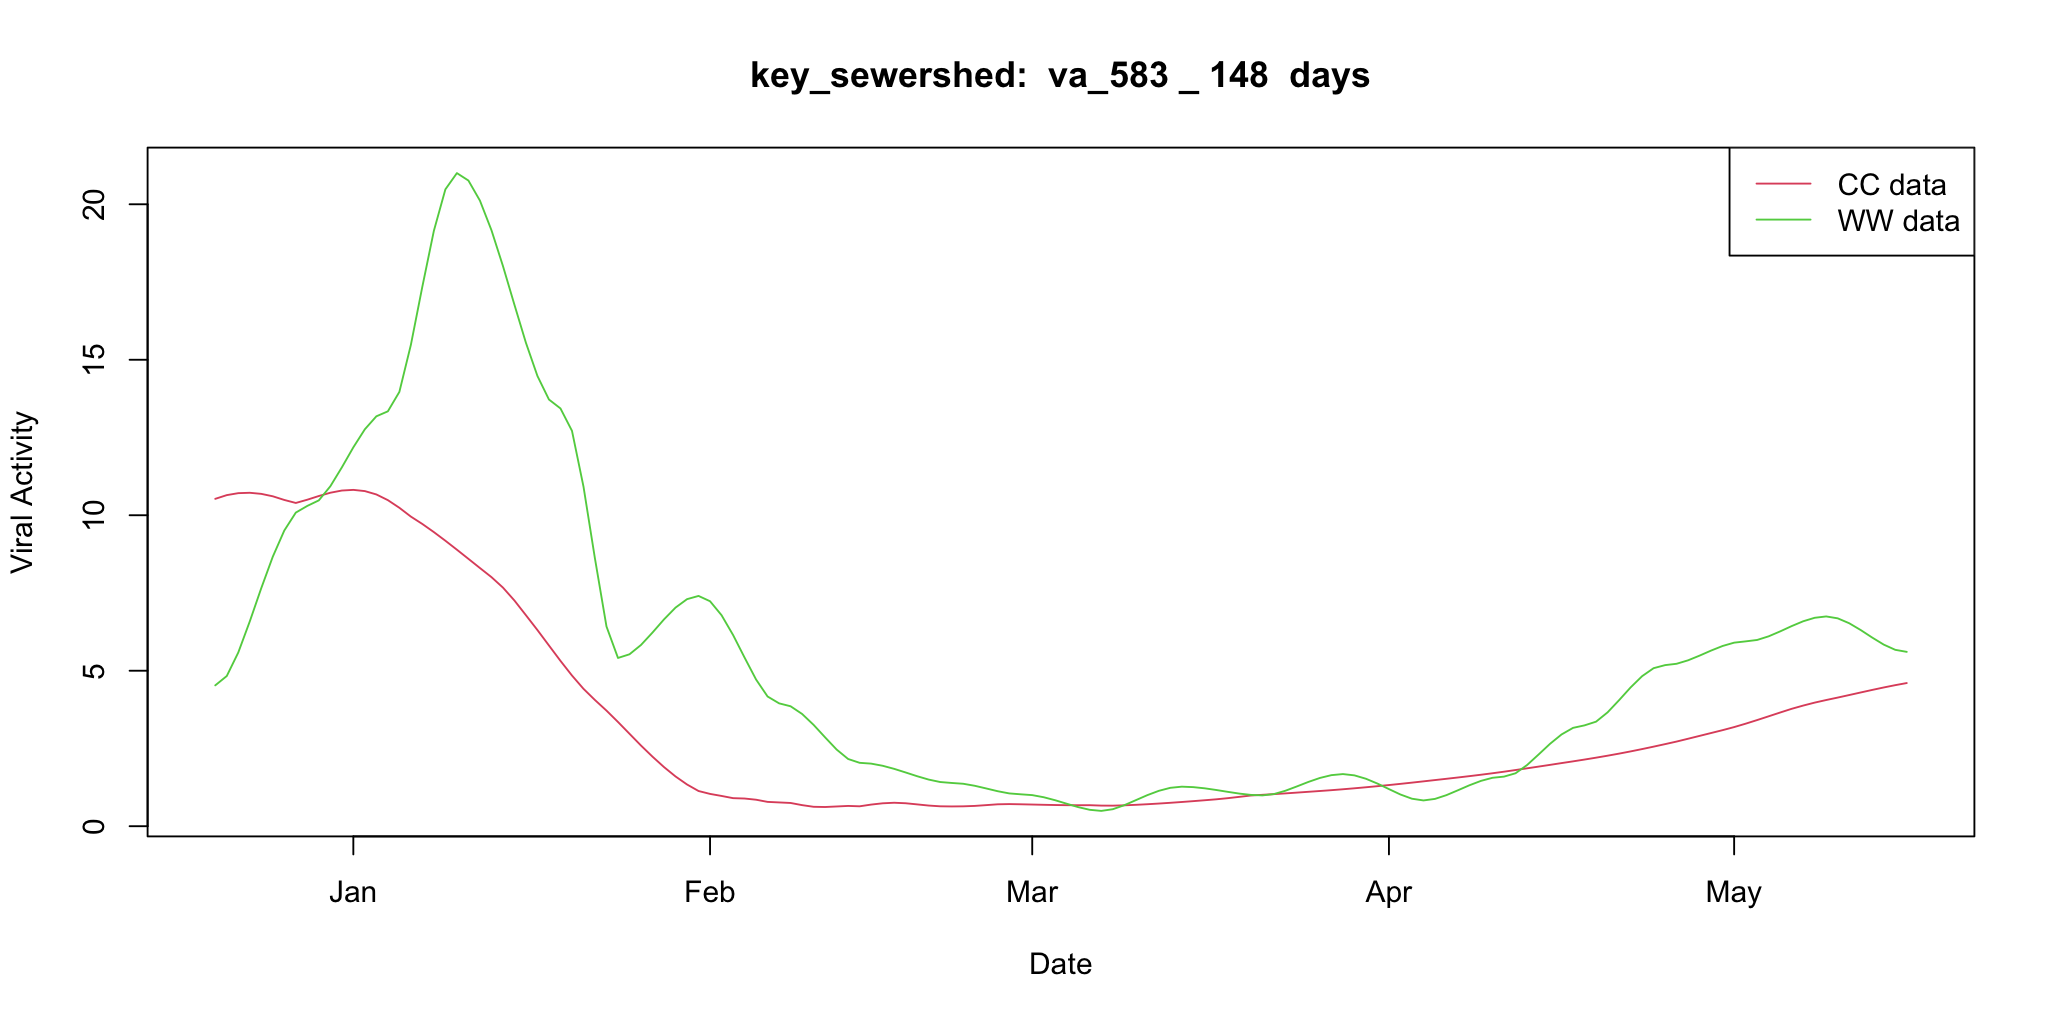 key_sewershed:  va_583 _ 148  days
CC data
WW data
Viral Activity
20
15
10
5
0
Jan Feb Mar Apr May
Date